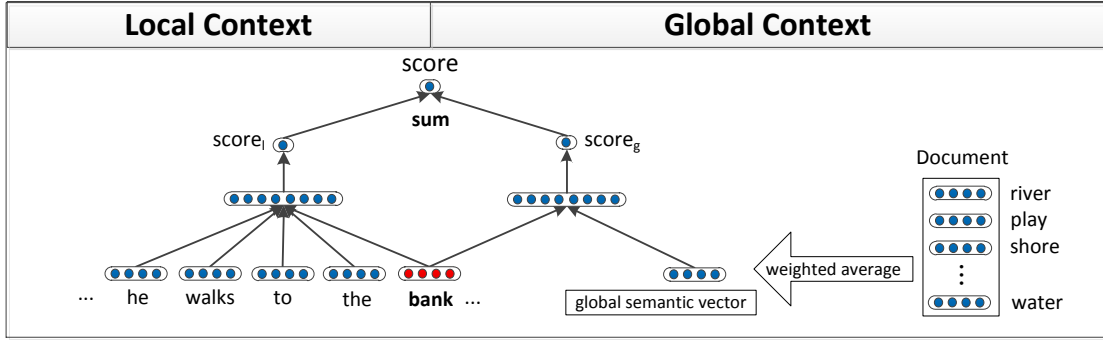 Local Context
Global Context
score
sum
score_l
score_g
Document
river
play
shore
⋮
water
weighted average
... he walks to the bank ...
global semantic vector